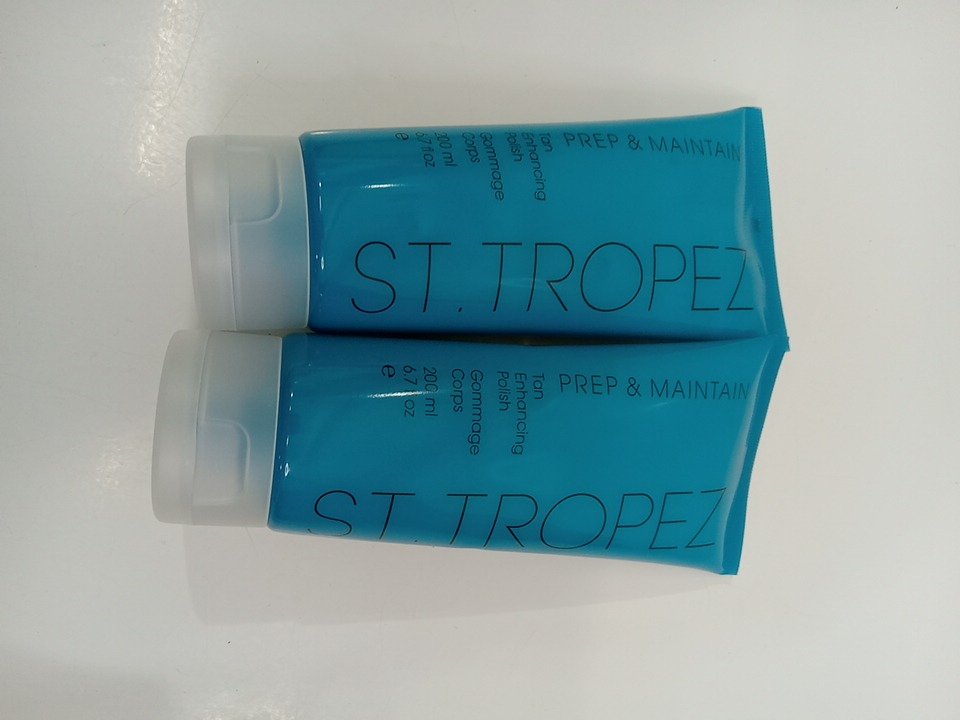 PREP & MAINTAIN
Tan
Enhancing
Polish
Gommage
Corps
200 ml
6.7 fl oz
e
ST.TROPEZ
PREP & MAINTAIN
Tan
Enhancing
Polish
Gommage
Corps
200 ml
6.7 fl oz
e
ST.TROPEZ